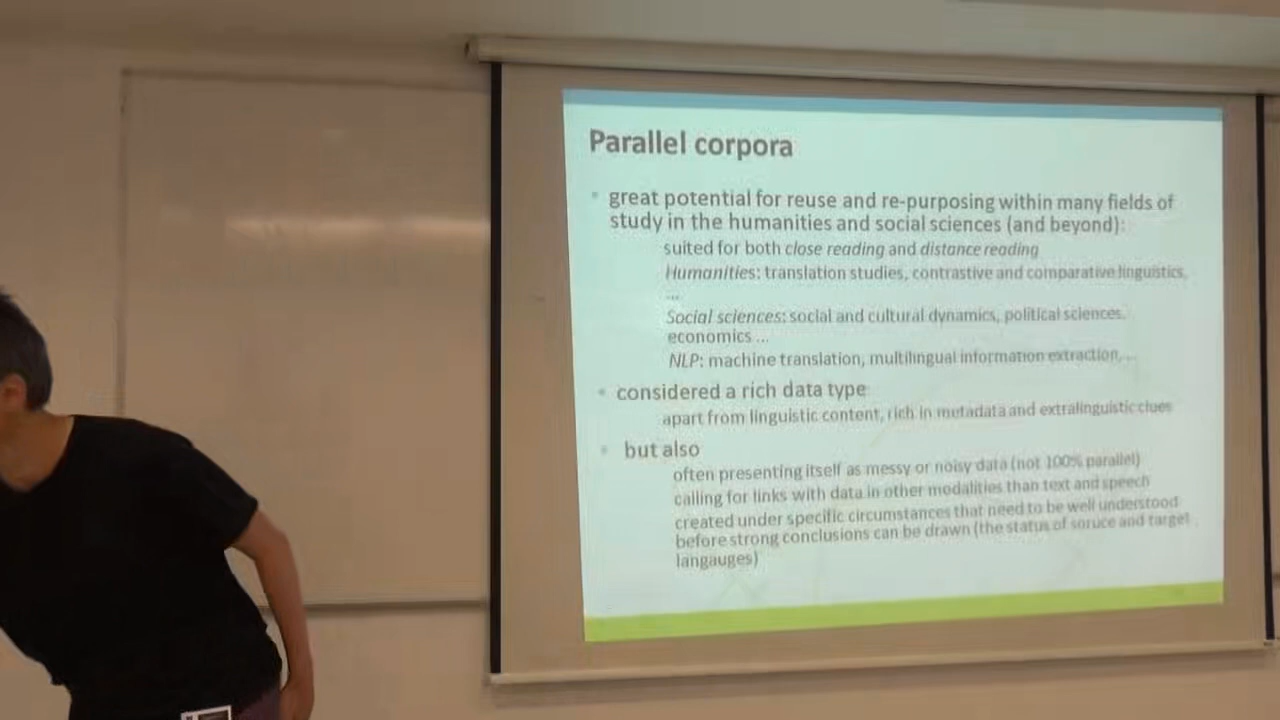 Parallel corpora
great potential for reuse and re-purposing within many fields of
study in the humanities and social sciences (and beyond):
suited for both close reading and distance reading
Humanities: translation studies, contrastive and comparative linguistics,
...
Social sciences: social and cultural dynamics, political sciences,
economics ...
NLP: machine translation, multilingual information extraction, ...
considered a rich data type
apart from linguistic content, rich in metadata and extralinguistic clues
but also
often presenting itself as messy or noisy data (not 100% parallel)
calling for links with data in other modalities than text and speech
created under specific circumstances that need to be well understood
before strong conclusions can be drawn (the status of soruce and target
langauges)